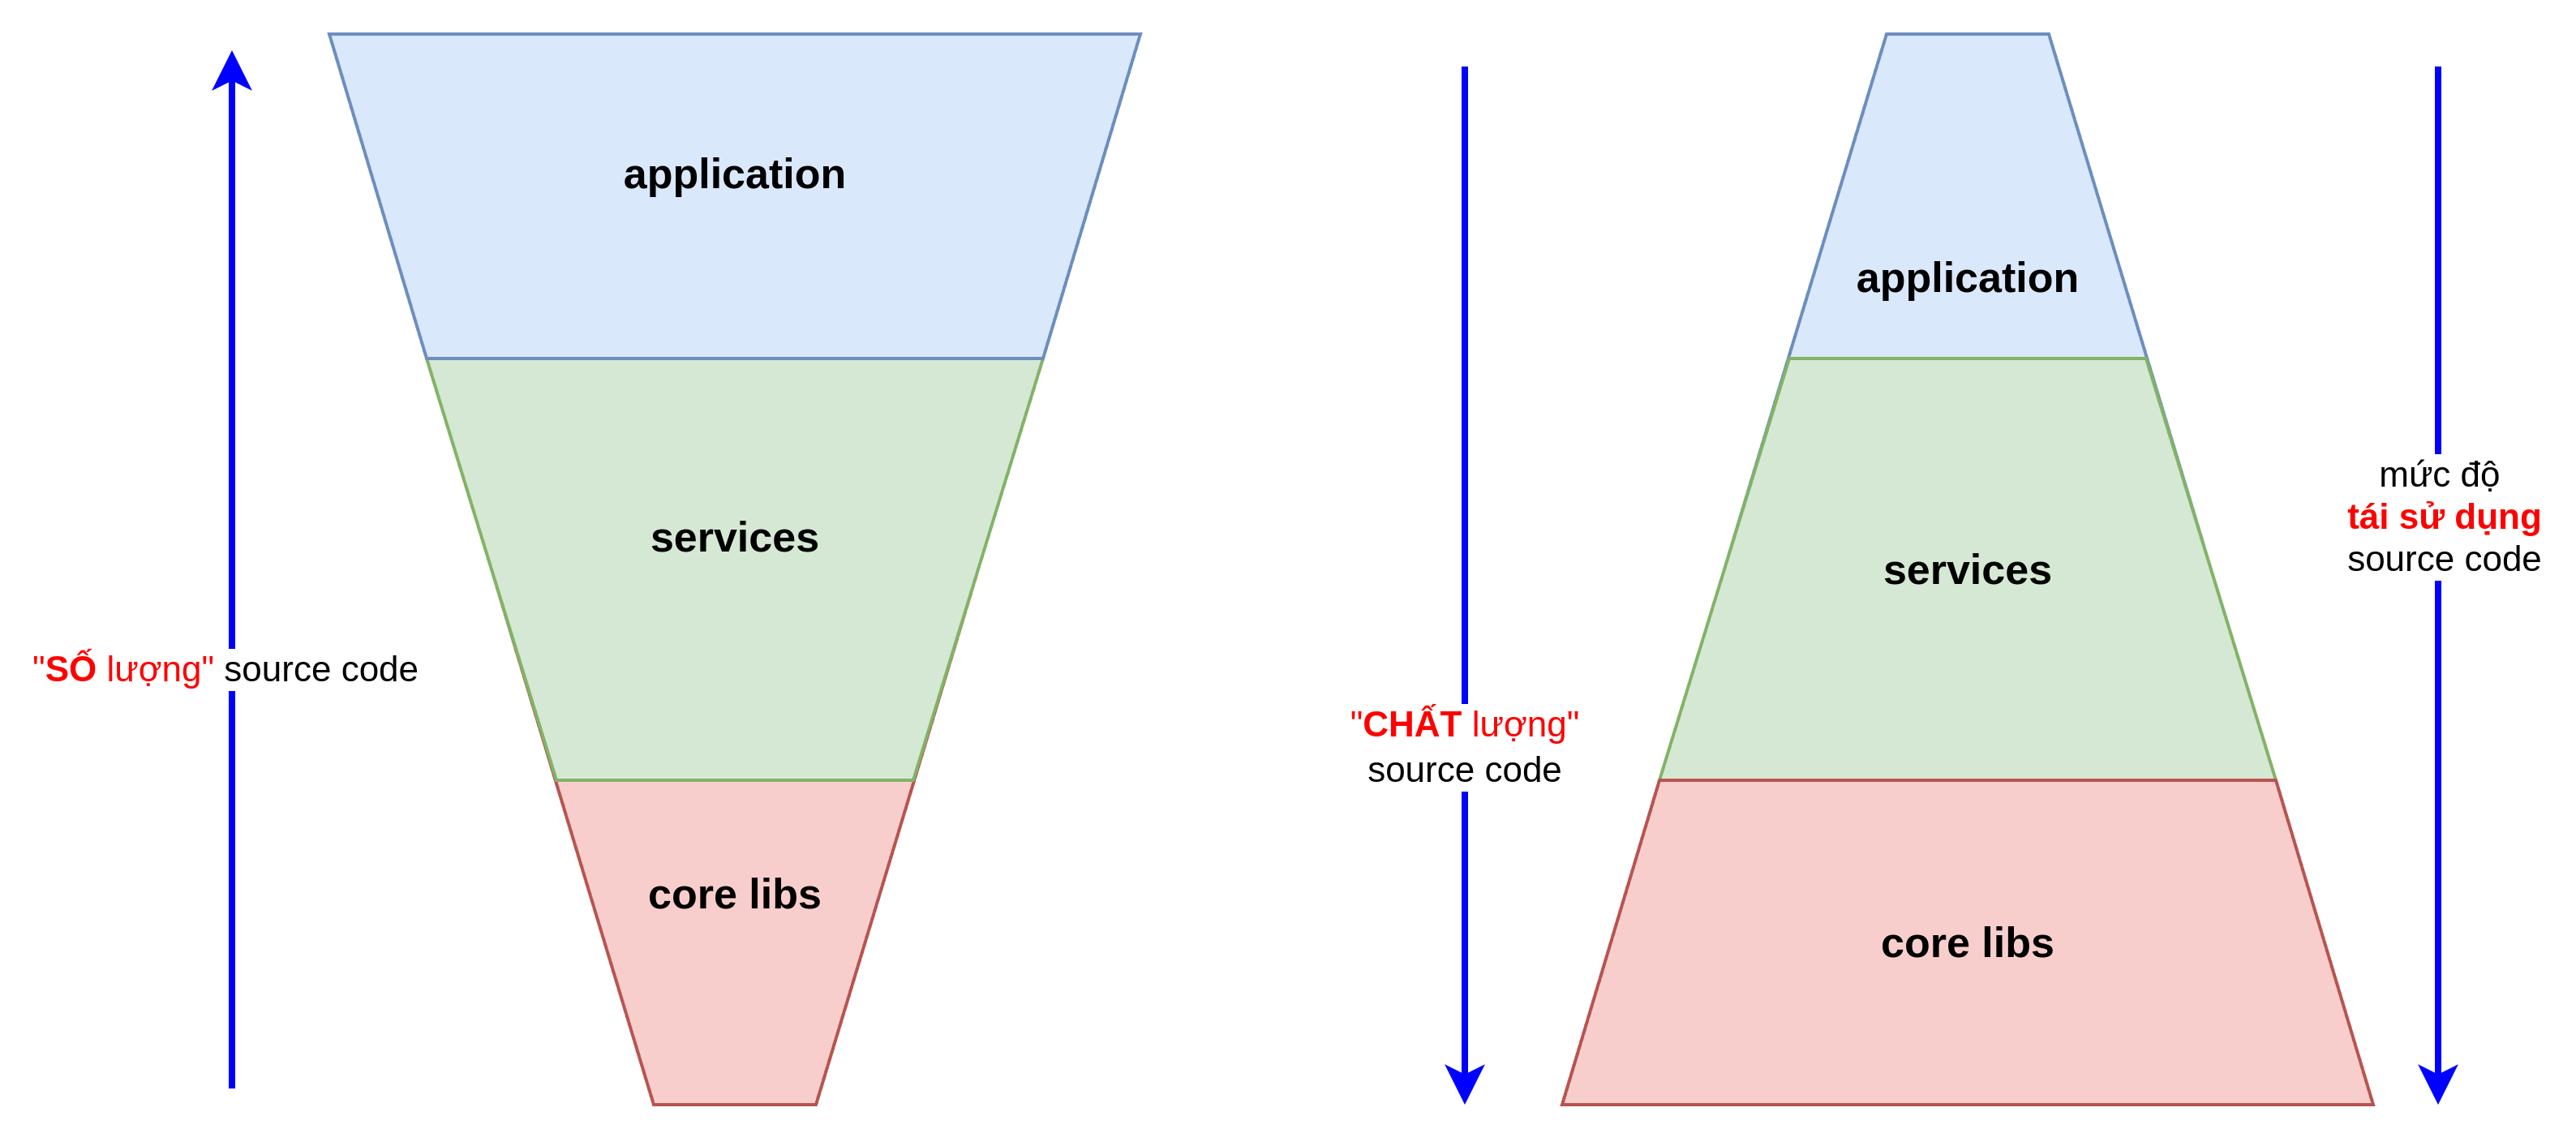 application
services
"SỐ lượng" source code
core libs
application
services
"CHẤT lượng"
source code
core libs
mức độ
tái sử dụng
source code